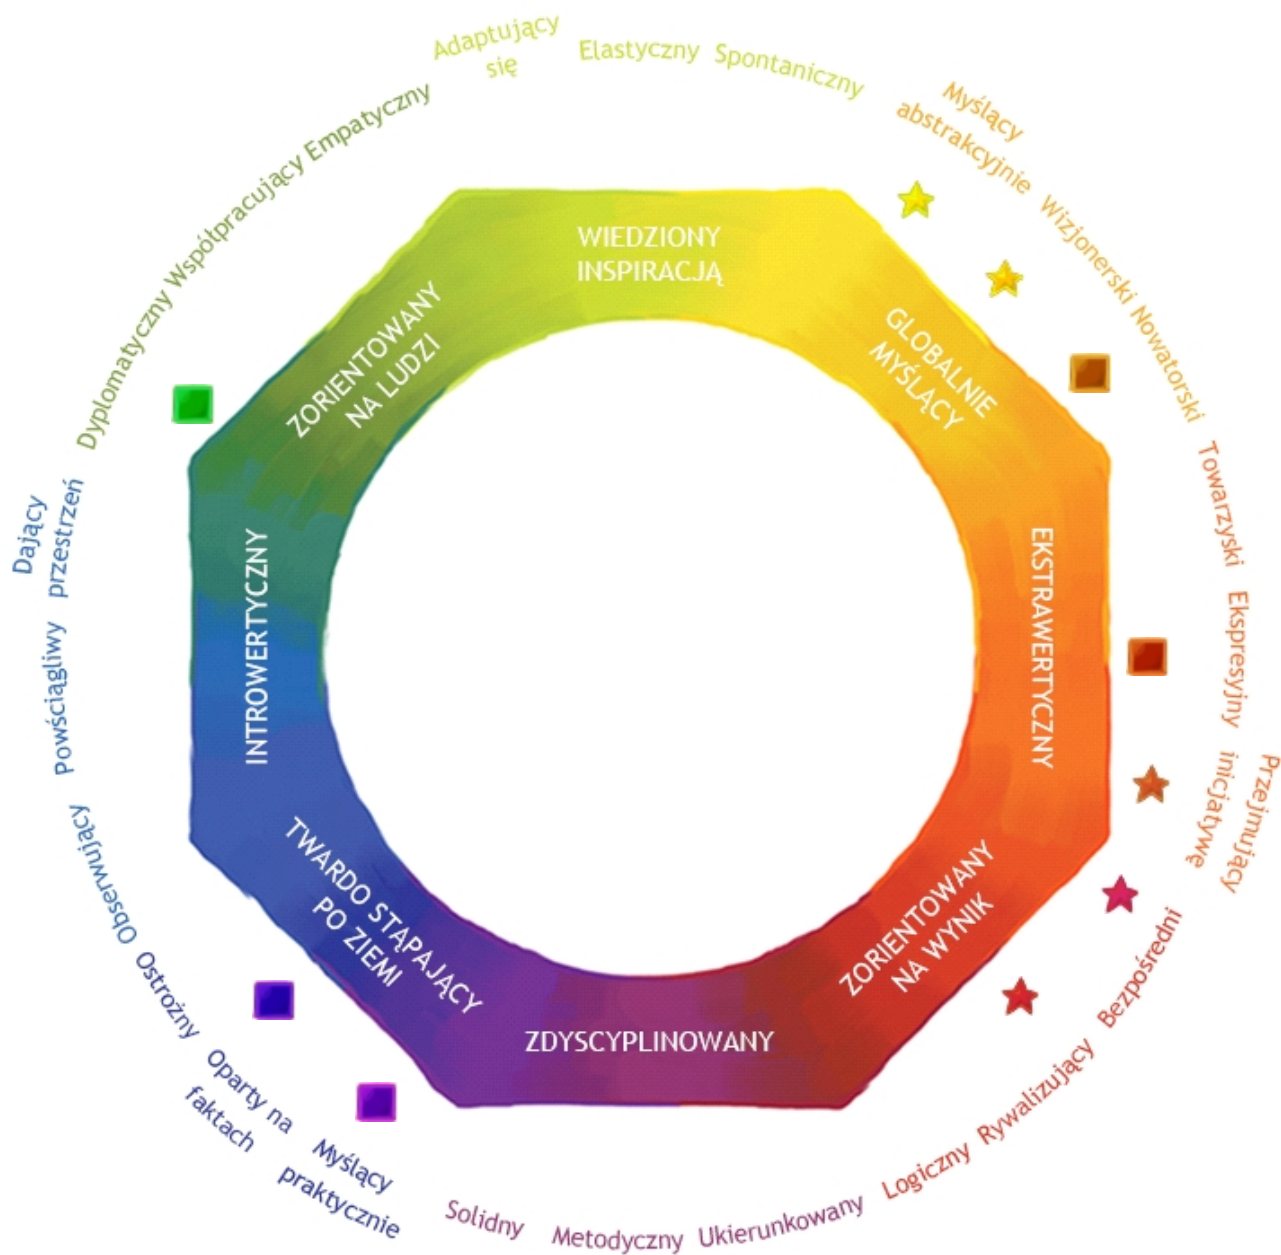 Adaptujący
się
Elastyczny
Spontaniczny
Myślący
abstrakcyjnie
Wizjonerski
Nowatorski
Towarzyski
Ekspresyjny
Przejmujący
inicjatywę
Bezpośredni
Rywalizujący
Logiczny
Ukierunkowany
Metodyczny
Solidny
Myślący
praktycznie
Oparty na
faktach
Ostrożny
Obserwujący
Powściągliwy
Dający
przestrzeń
Dyplomatyczny
Współpracujący
Empatyczny
WIEDZIONY
INSPIRACJĄ
GLOBALNIE
MYŚLĄCY
EKSTRAWERTYCZNY
ZORIENTOWANY
NA WYNIK
ZDYSCYPLINOWANY
TWARDO STĄPAJĄCY
PO ZIEMI
INTROWERTYCZNY
ZORIENTOWANY
NA LUDZI